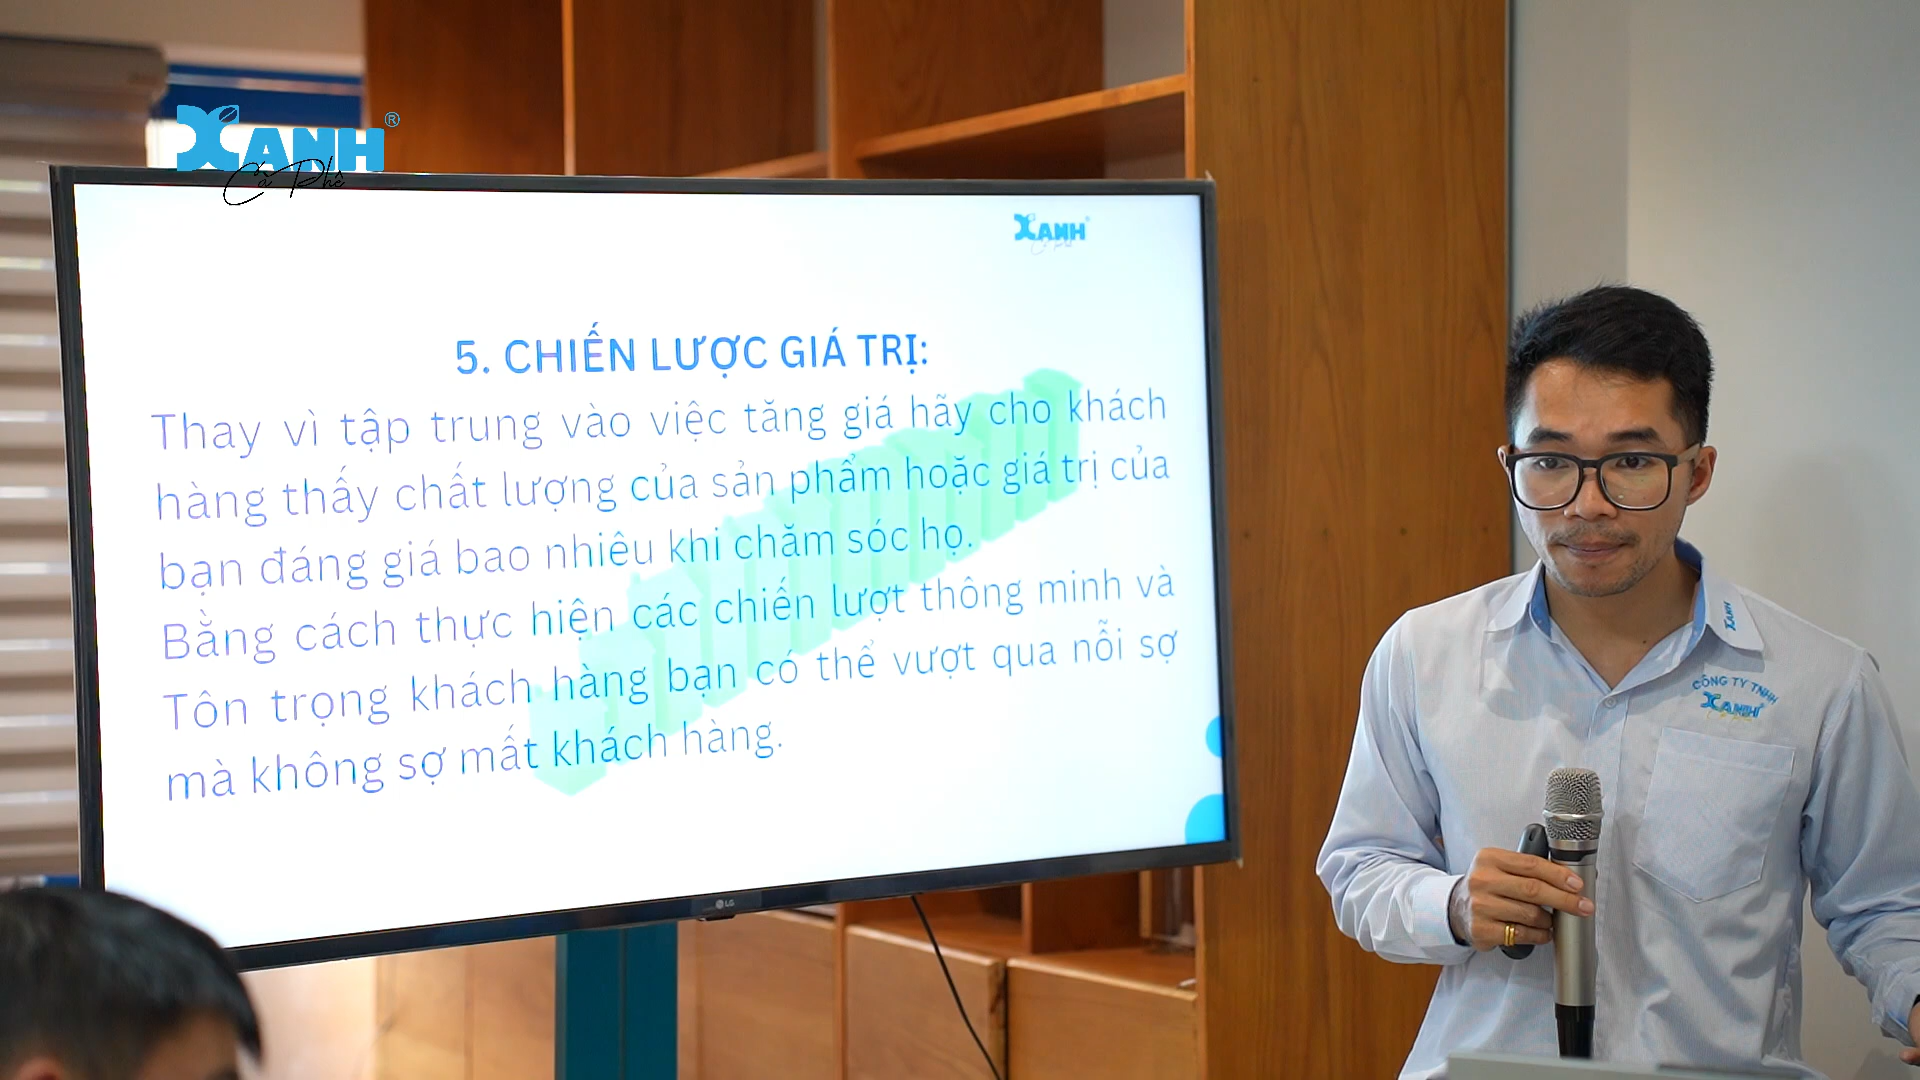 XANH®
Cà Phê
XANH
5. CHIẾN LƯỢC GIÁ TRỊ:
Thay vì tập trung vào việc tăng giá hãy cho khách
hàng thấy chất lượng của sản phẩm hoặc giá trị của
bạn đáng giá bao nhiêu khi chăm sóc họ.
Bằng cách thực hiện các chiến lượt thông minh và
Tôn trọng khách hàng bạn có thể vượt qua nỗi sợ
mà không sợ mất khách hàng.
LG
XANH
CÔNG TY TNHH
XANH